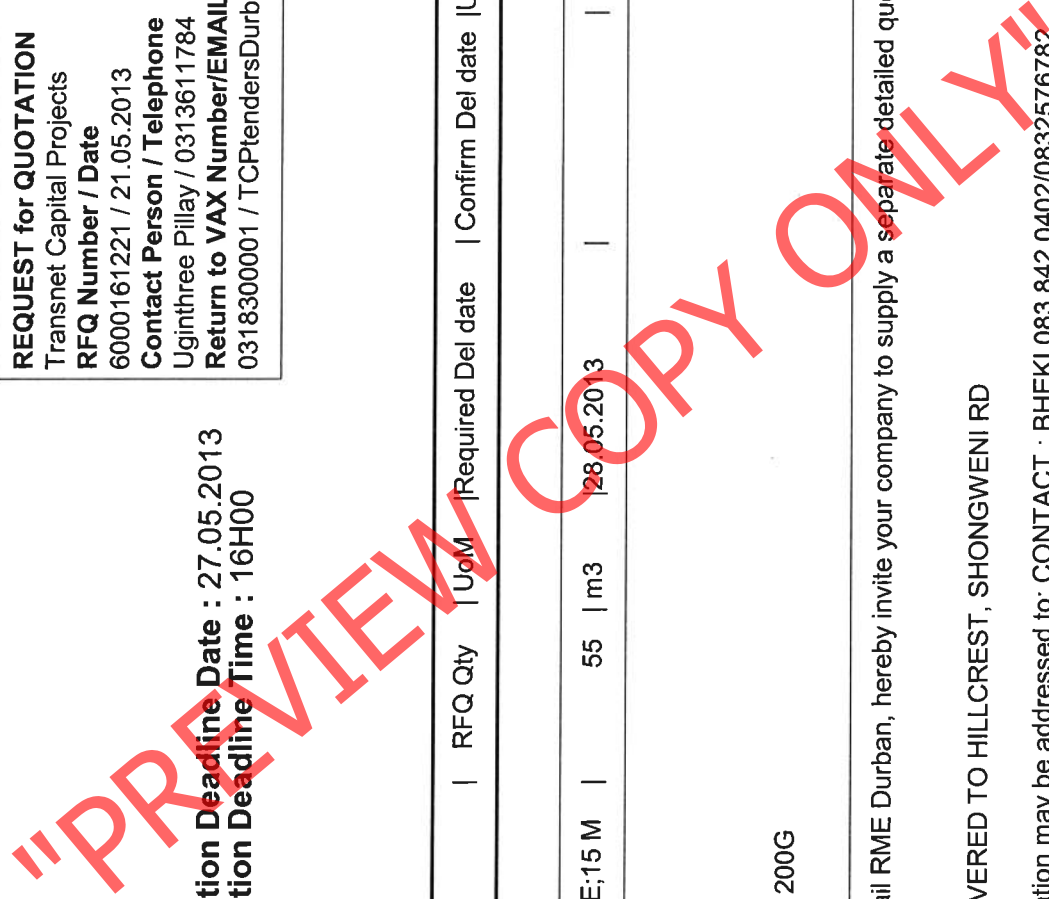 REQUEST for QUOTATION
Transnet Capital Projects
RFQ Number / Date
6000161221 / 21.05.2013
Contact Person / Telephone
Uginthree Pillay / 0313611784
Return to VAX Number/EMAIL
0318300001 / TCPtendersDurb
tion Deadline Date : 27.05.2013
tion Deadline Time : 16H00
| RFQ Qty | UoM |Required Del date | Confirm Del date |U
E;15 M | 55 | m3 |28.05.2013 | |
200G
ail RME Durban, hereby invite your company to supply a separate detailed quo
VERED TO HILLCREST, SHONGWENI RD
ation may be addressed to: CONTACT : BHEKI 083 842 0402/0832576782
"PREVIEW COPY ONLY"